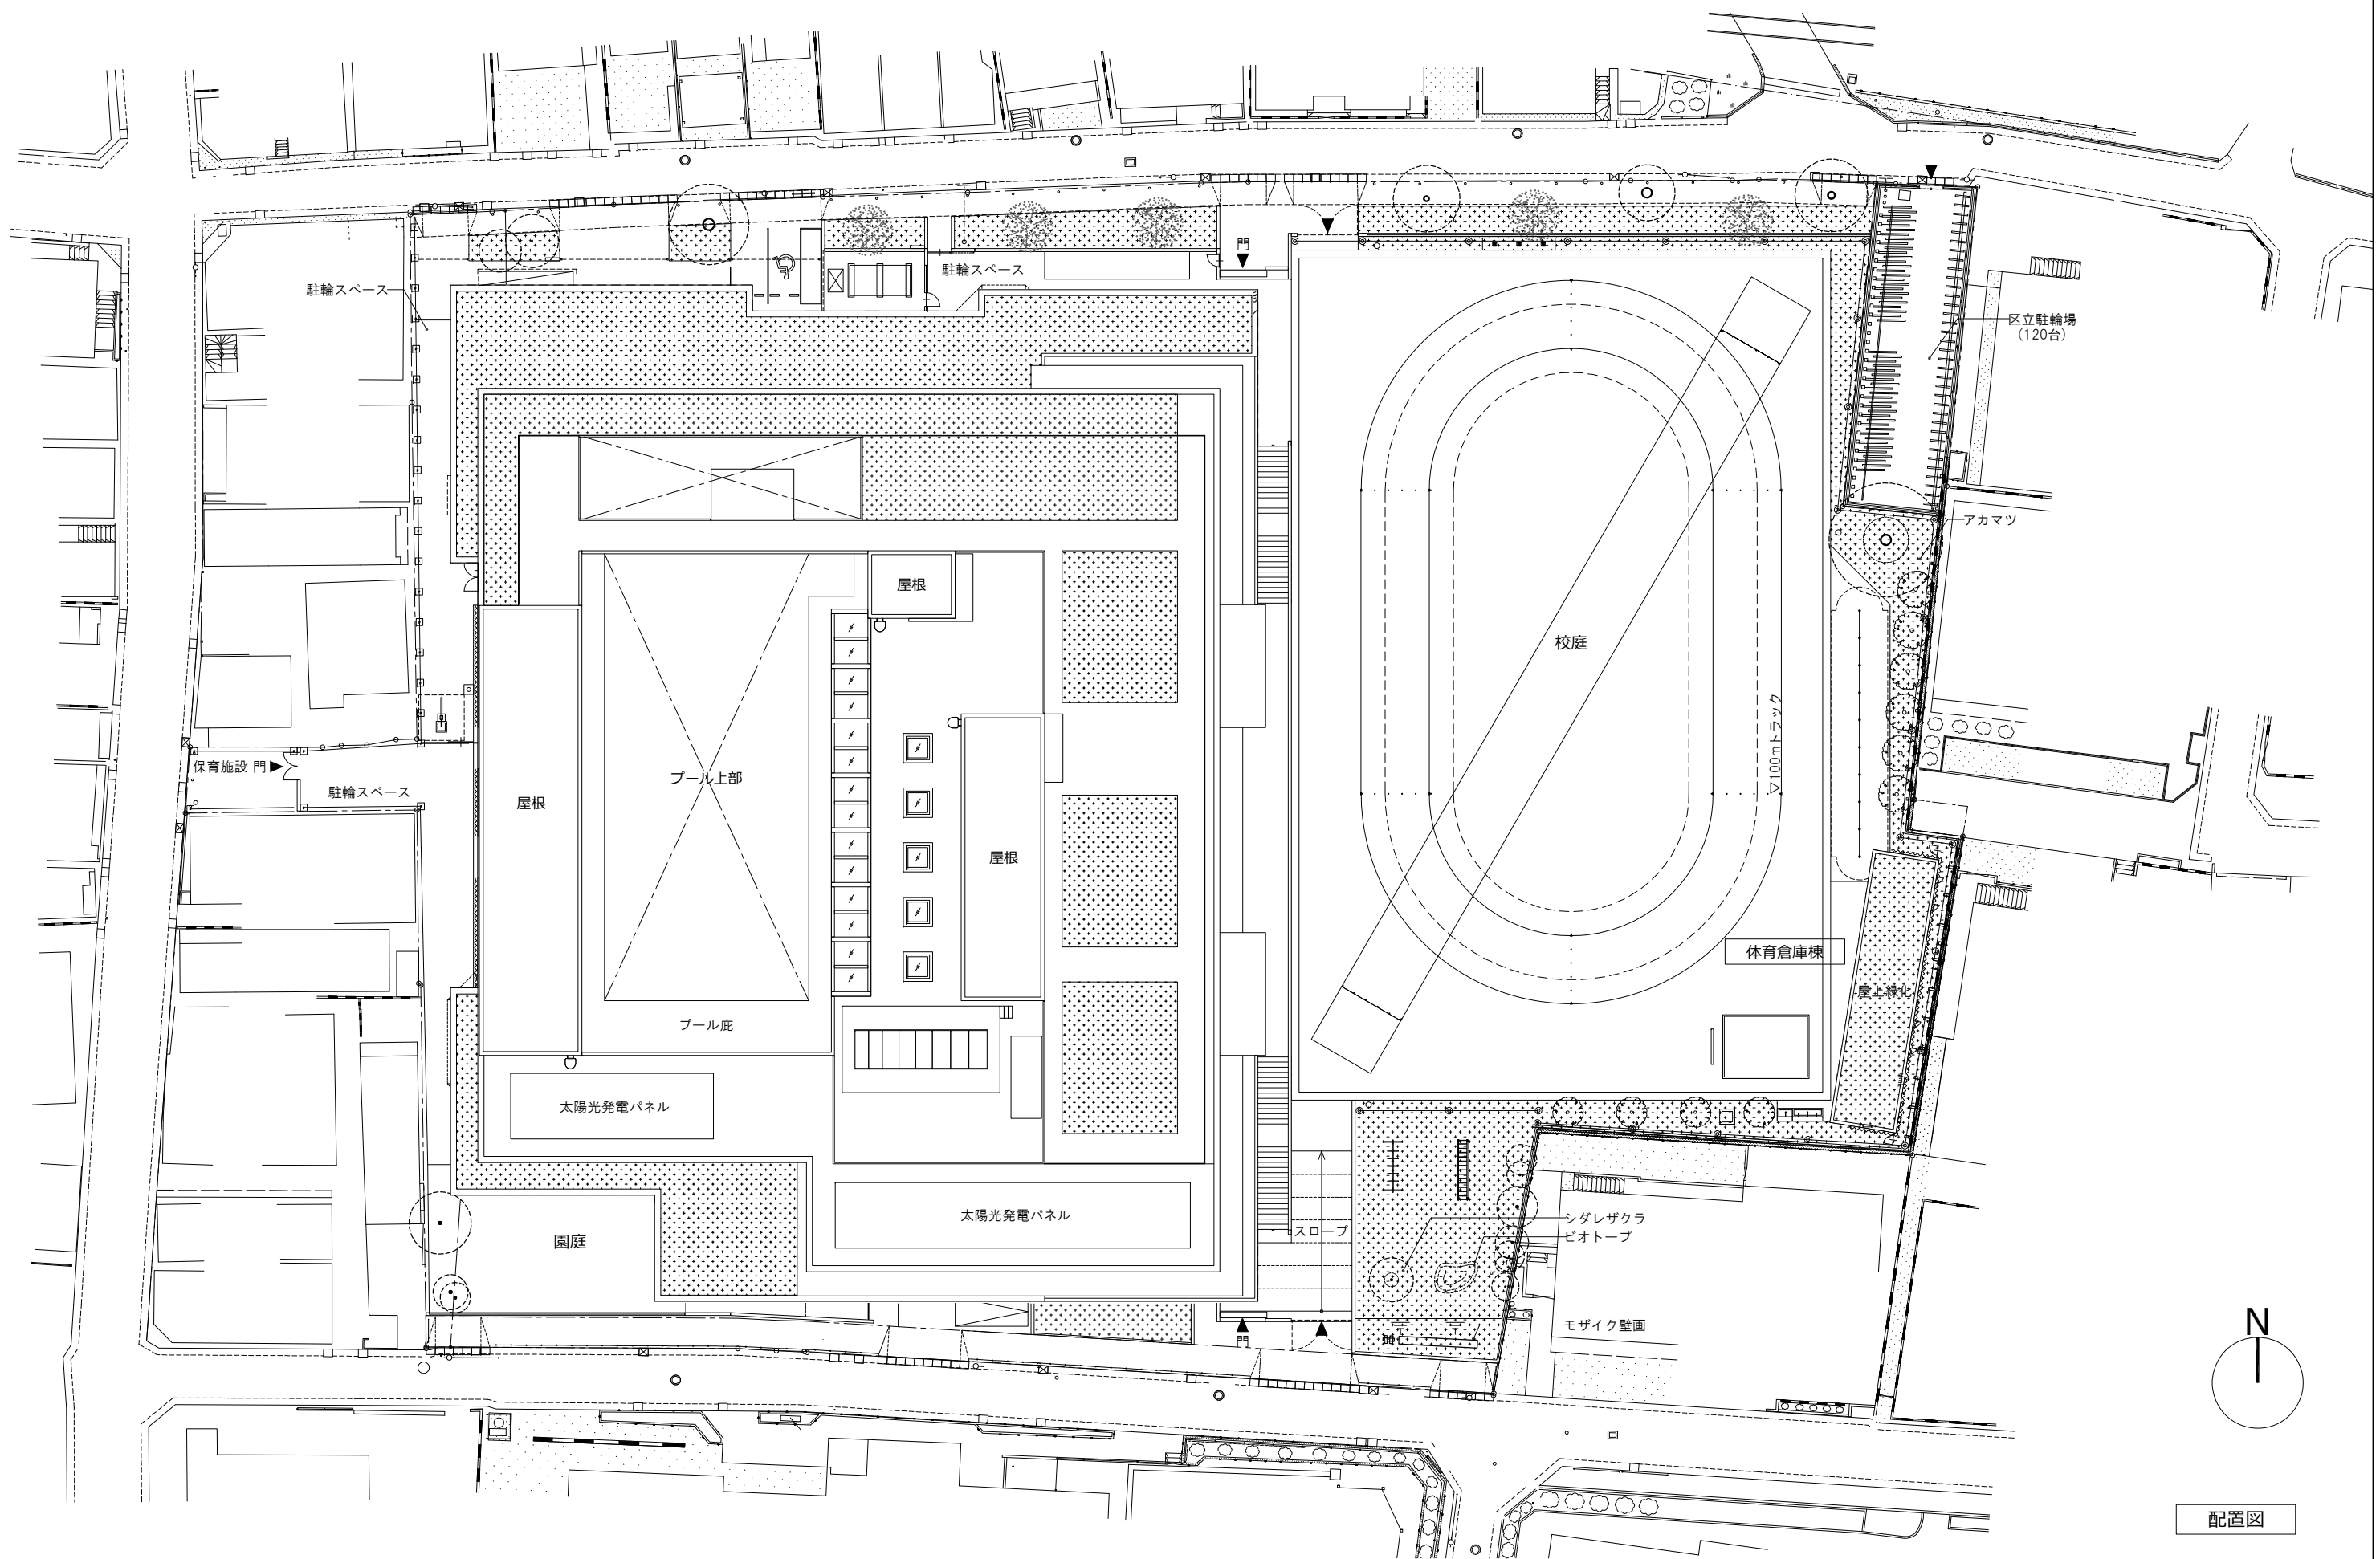 門
駐輪スペース
駐輪スペース
区立駐輪場
(120台)
アカマツ
屋根
校庭
▽100mトラック
保育施設 門
プール上部
駐輪スペース
屋根
屋根
体育倉庫棟
屋上緑化
プール庇
太陽光発電パネル
太陽光発電パネル
シダレザクラ
スロープ
ビオトープ
園庭
モザイク壁画
門
N
配置図